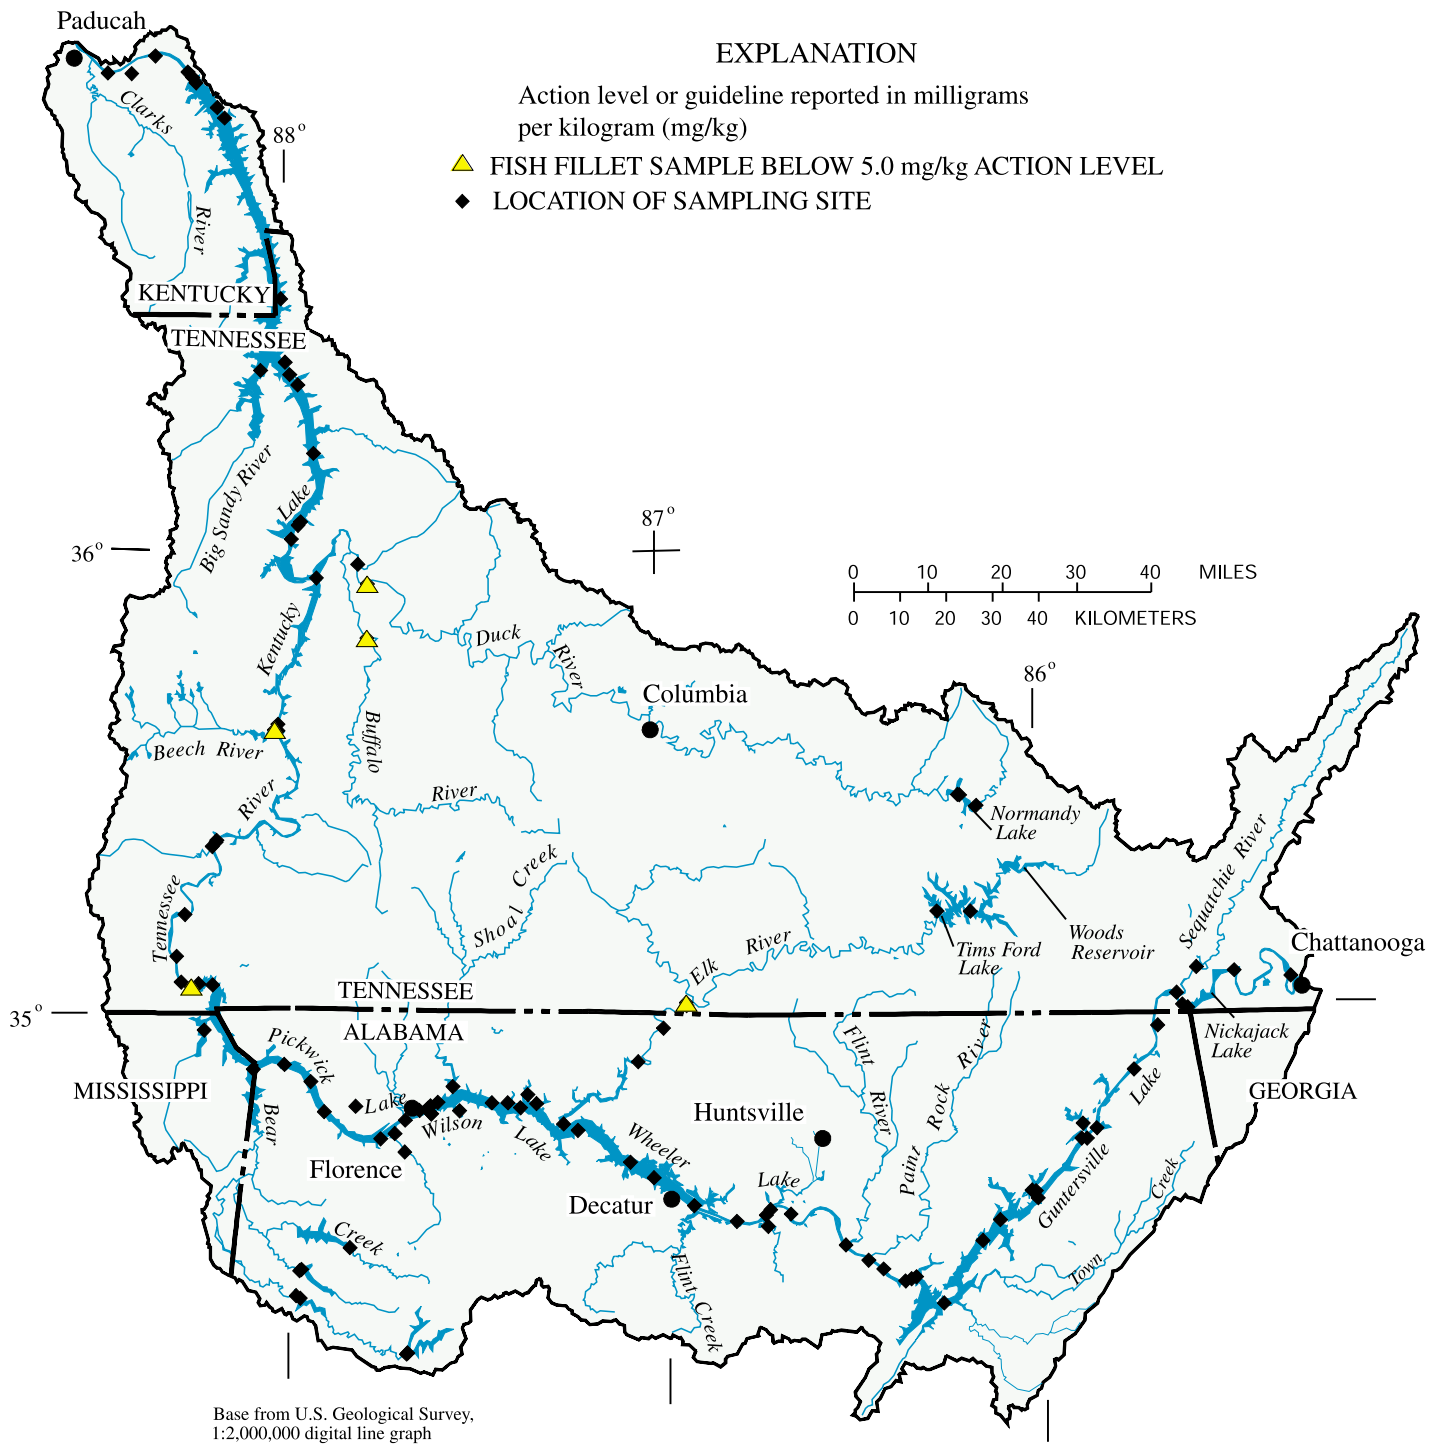 Paducah
EXPLANATION
Action level or guideline reported in milligrams
per kilogram (mg/kg)
FISH FILLET SAMPLE BELOW 5.0 mg/kg ACTION LEVEL
LOCATION OF SAMPLING SITE
Clarks
River
88°
KENTUCKY
TENNESSEE
Big Sandy River
Lake
Kentucky
36°
87°
0 10 20 30 40 MILES
0 10 20 30 40 KILOMETERS
Duck
River
86°
Columbia
Buffalo
River
Beech River
River
Tennessee
Normandy
Lake
Creek
Shoal
Sequatchie River
Woods
Reservoir
Tims Ford
Lake
River
Elk
Chattanooga
TENNESSEE
ALABAMA
35°
Nickajack
Lake
Pickwick
Lake
MISSISSIPPI
GEORGIA
Bear
Creek
Wilson
Lake
Florence
Wheeler
Lake
Huntsville
Decatur
Flint
River
Paint Rock River
Lake
Guntersville
Town
Creek
Flint Creek
Base from U.S. Geological Survey,
1:2,000,000 digital line graph